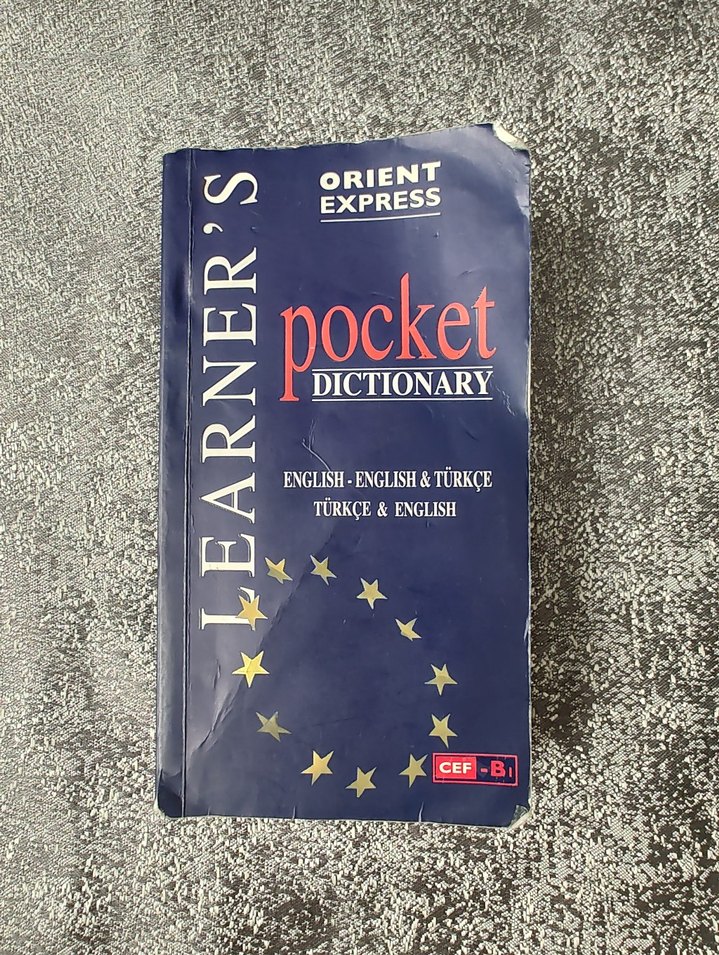 LEARNER'S
ORIENT
EXPRESS
pocket
DICTIONARY
ENGLISH - ENGLISH & TÜRKÇE
TÜRKÇE & ENGLISH
CEF -B1